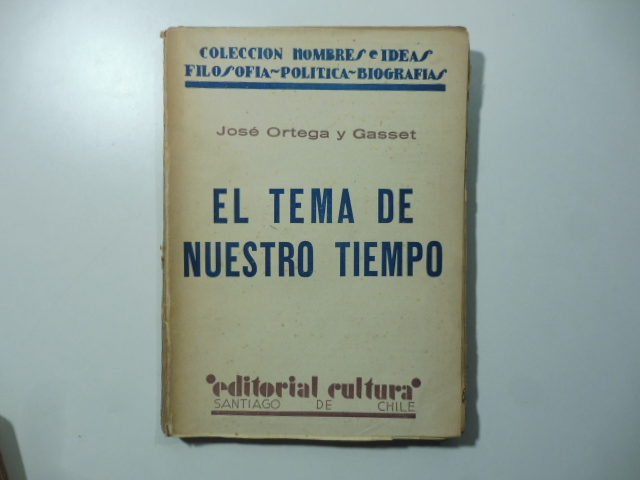 COLECCION HOMBRES e IDEAS
FILOSOFIA~POLITICA~BIOGRAFIAS
José Ortega y Gasset
EL TEMA DE
NUESTRO TIEMPO
•editorial cultura•
SANTIAGO DE CHILE